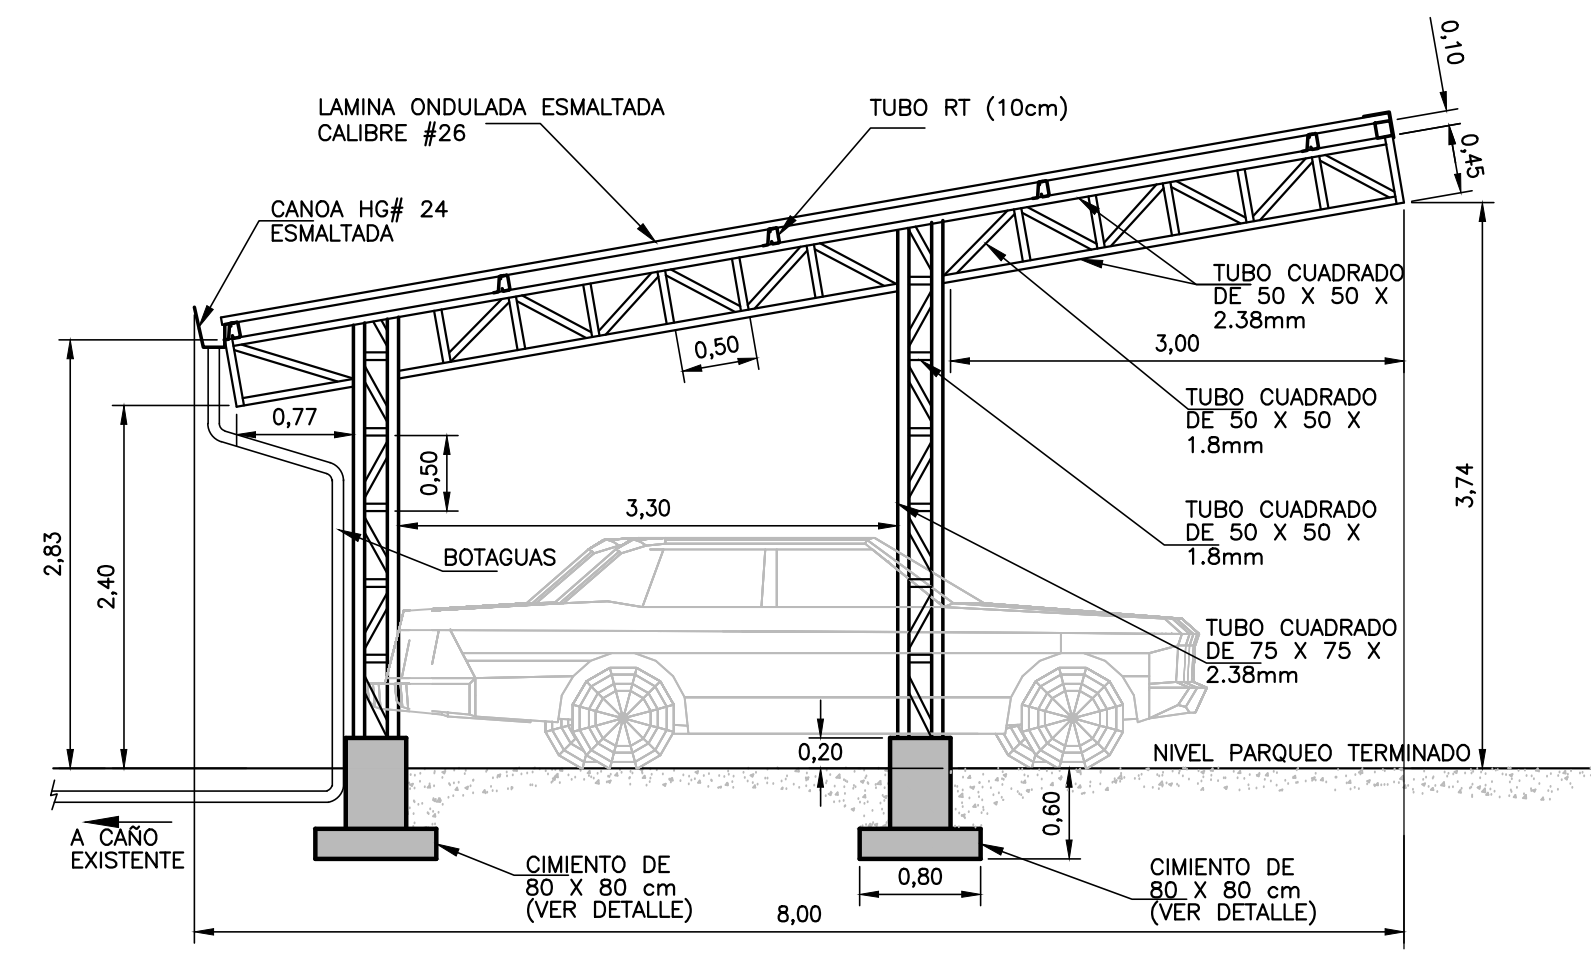 0,10
LAMINA ONDULADA ESMALTADA
CALIBRE #26
TUBO RT (10cm)
0,45
CANOA HG# 24
ESMALTADA
TUBO CUADRADO
DE 50 X 50 X
2.38mm
0,50
3,00
0,77
TUBO CUADRADO
DE 50 X 50 X
1.8mm
0,50
3,74
3,30
TUBO CUADRADO
DE 50 X 50 X
1.8mm
2,83
2,40
BOTAGUAS
TUBO CUADRADO
DE 75 X 75 X
2.38mm
0,20
NIVEL PARQUEO TERMINADO
0,60
A CAÑO
EXISTENTE
CIMIENTO DE
80 X 80 cm
(VER DETALLE)
0,80
CIMIENTO DE
80 X 80 cm
(VER DETALLE)
8,00